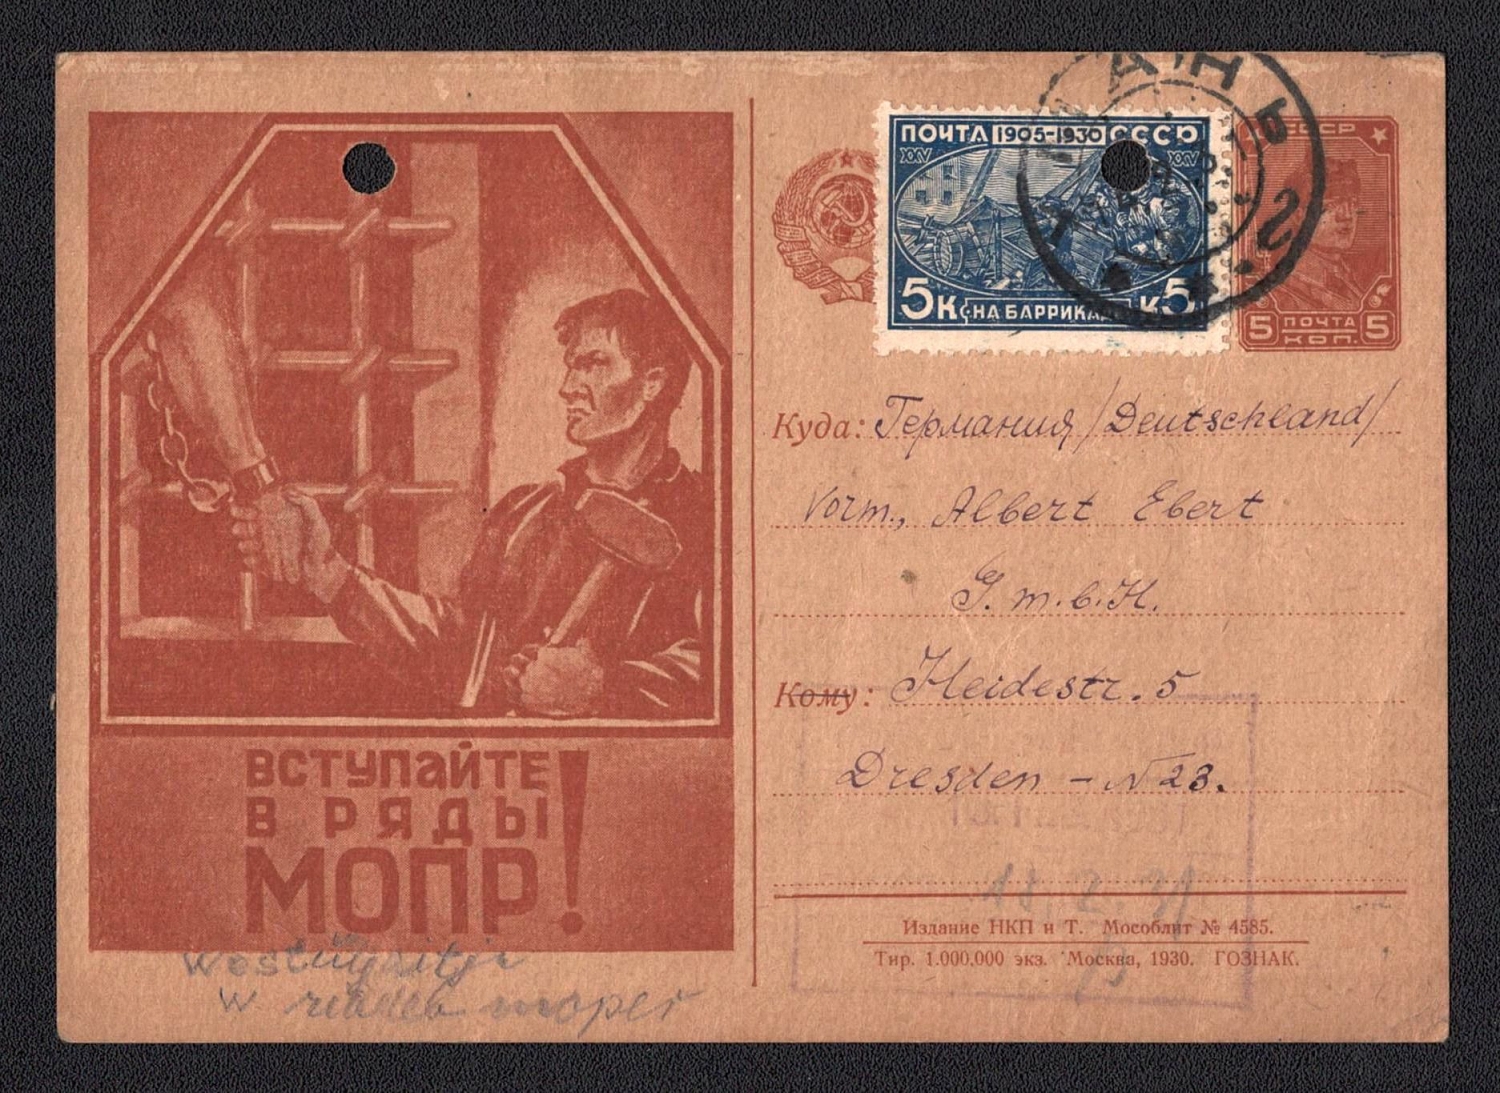 ВСТУПАЙТЕ
В РЯДЫ
МОПР!
W
ПОЧТА 1905-1930 СССР
XXV XXV
5К НА БАРРИКА К5
СССР
5 ПОЧТА 5
КОП.
Куда: Германия /Deutschland/
Vorm., Albert Ebert
G.m.b.H.
Кому: Heidestr. 5
Dresden - N 23.
Издание НКП и Т. Мособлит № 4585.
Тир. 1.000.000 экз. Москва, 1930. ГОЗНАК.